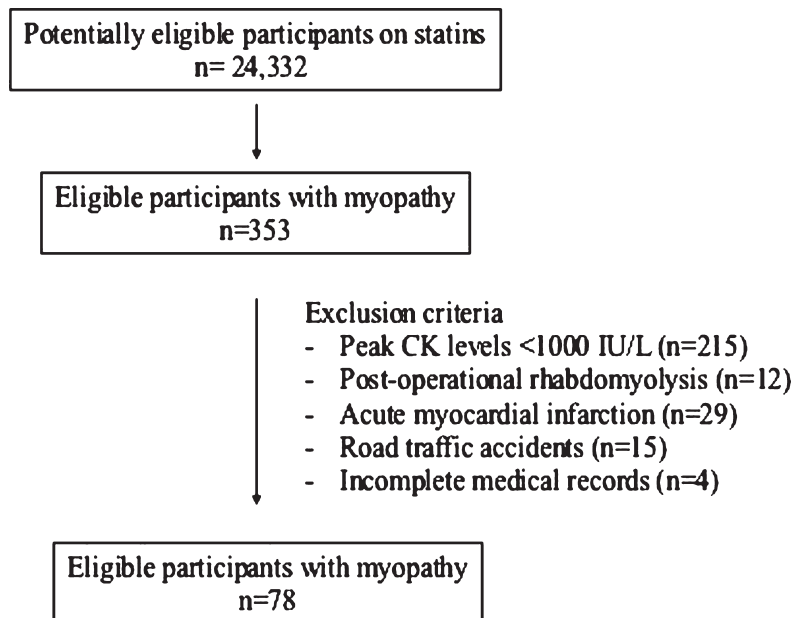 Potentially eligible participants on statins
n= 24,332
Eligible participants with myopathy
n=353
Exclusion criteria
- Peak CK levels <1000 IU/L (n=215)
- Post-operational rhabdomyolysis (n=12)
- Acute myocardial infarction (n=29)
- Road traffic accidents (n=15)
- Incomplete medical records (n=4)
Eligible participants with myopathy
n=78